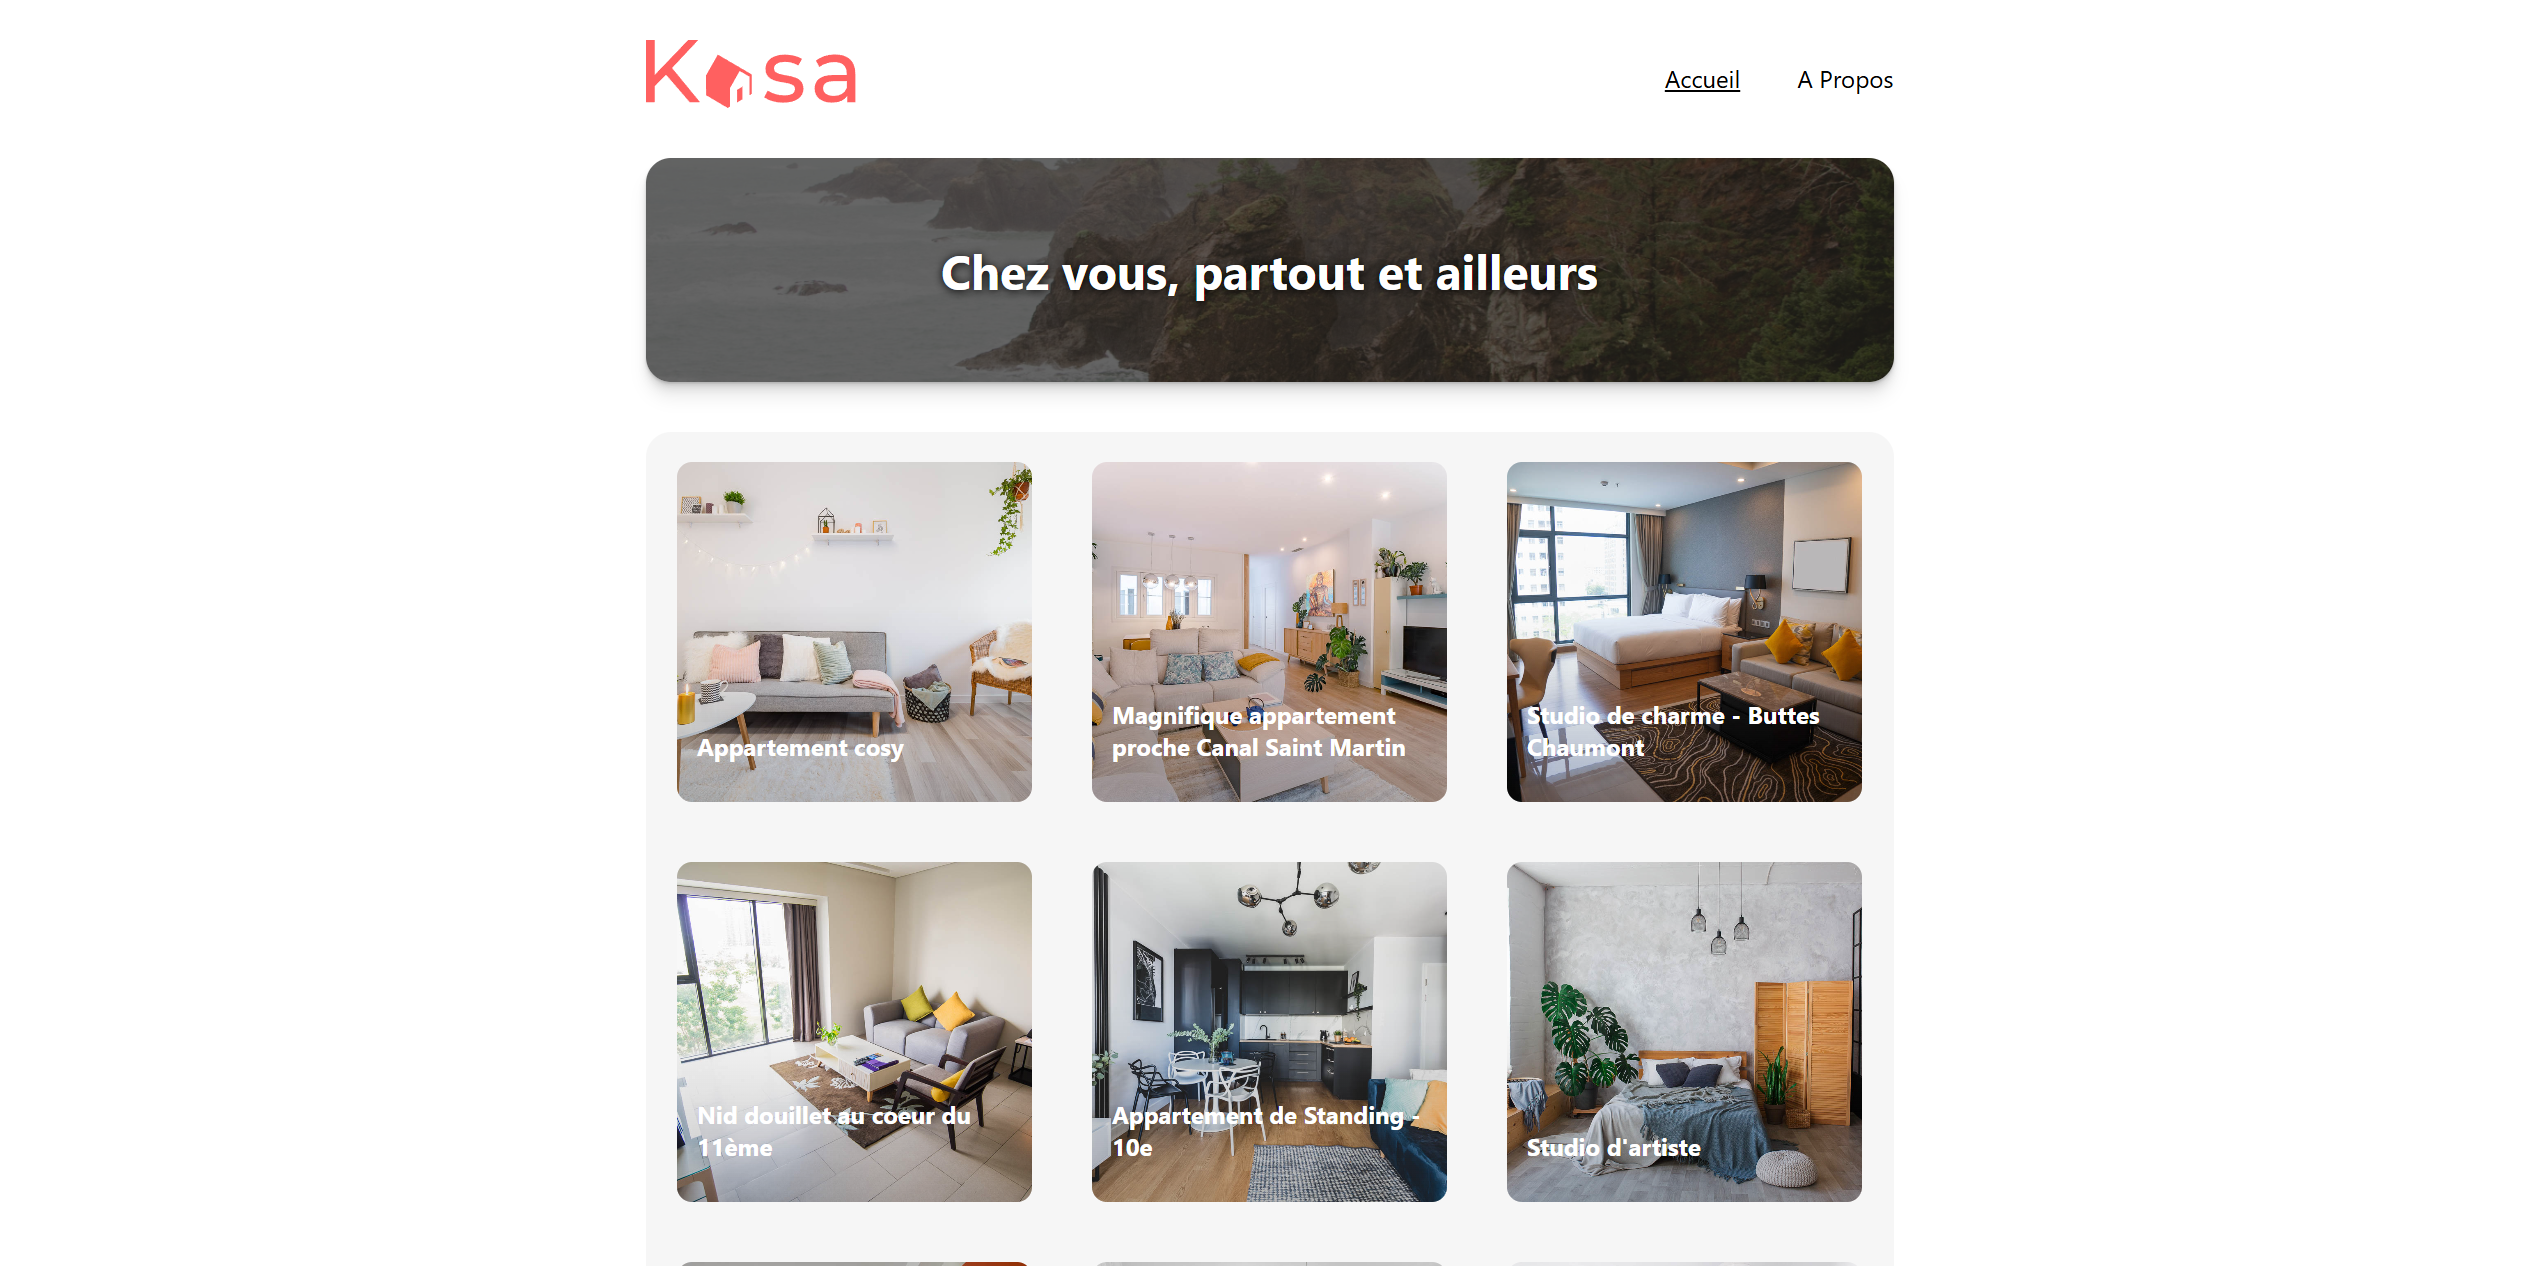 Kasa
Accueil
A Propos
Chez vous, partout et ailleurs
Appartement cosy
Magnifique appartement
proche Canal Saint Martin
Studio de charme - Buttes
Chaumont
Nid douillet au coeur du
11ème
Appartement de Standing -
10e
Studio d'artiste